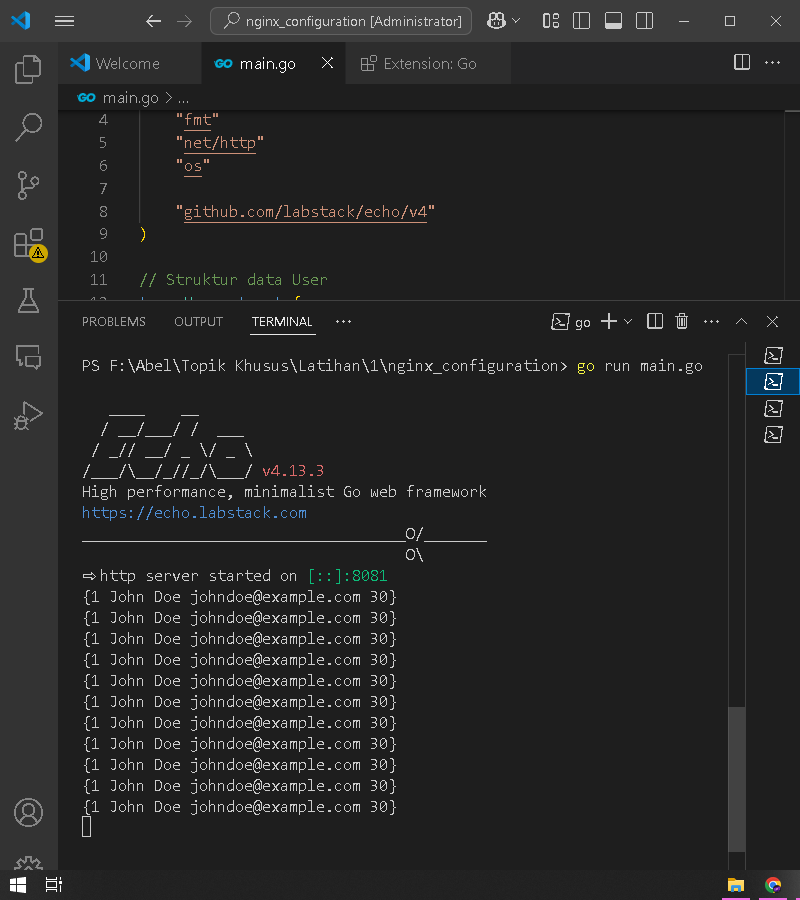 nginx_configuration [Administrator]
Welcome
main.go
Extension: Go
main.go > ...
4 "fmt"
5 "net/http"
6 "os"
7
8 "github.com/labstack/echo/v4"
9 )
10
11 // Struktur data User
PROBLEMS OUTPUT TERMINAL ...
go
PS F:\Abel\Topik Khusus\Latihan\1\nginx_configuration> go run main.go
   ____    __
  / __/___/ /  ___
 / _// __/ _ \/ _ \
/___/\__/_//_/\___/ v4.13.3
High performance, minimalist Go web framework
https://echo.labstack.com
____________________________________O/_______
                                    O\
⇨ http server started on [::]:8081
{1 John Doe johndoe@example.com 30}
{1 John Doe johndoe@example.com 30}
{1 John Doe johndoe@example.com 30}
{1 John Doe johndoe@example.com 30}
{1 John Doe johndoe@example.com 30}
{1 John Doe johndoe@example.com 30}
{1 John Doe johndoe@example.com 30}
{1 John Doe johndoe@example.com 30}
{1 John Doe johndoe@example.com 30}
{1 John Doe johndoe@example.com 30}
{1 John Doe johndoe@example.com 30}